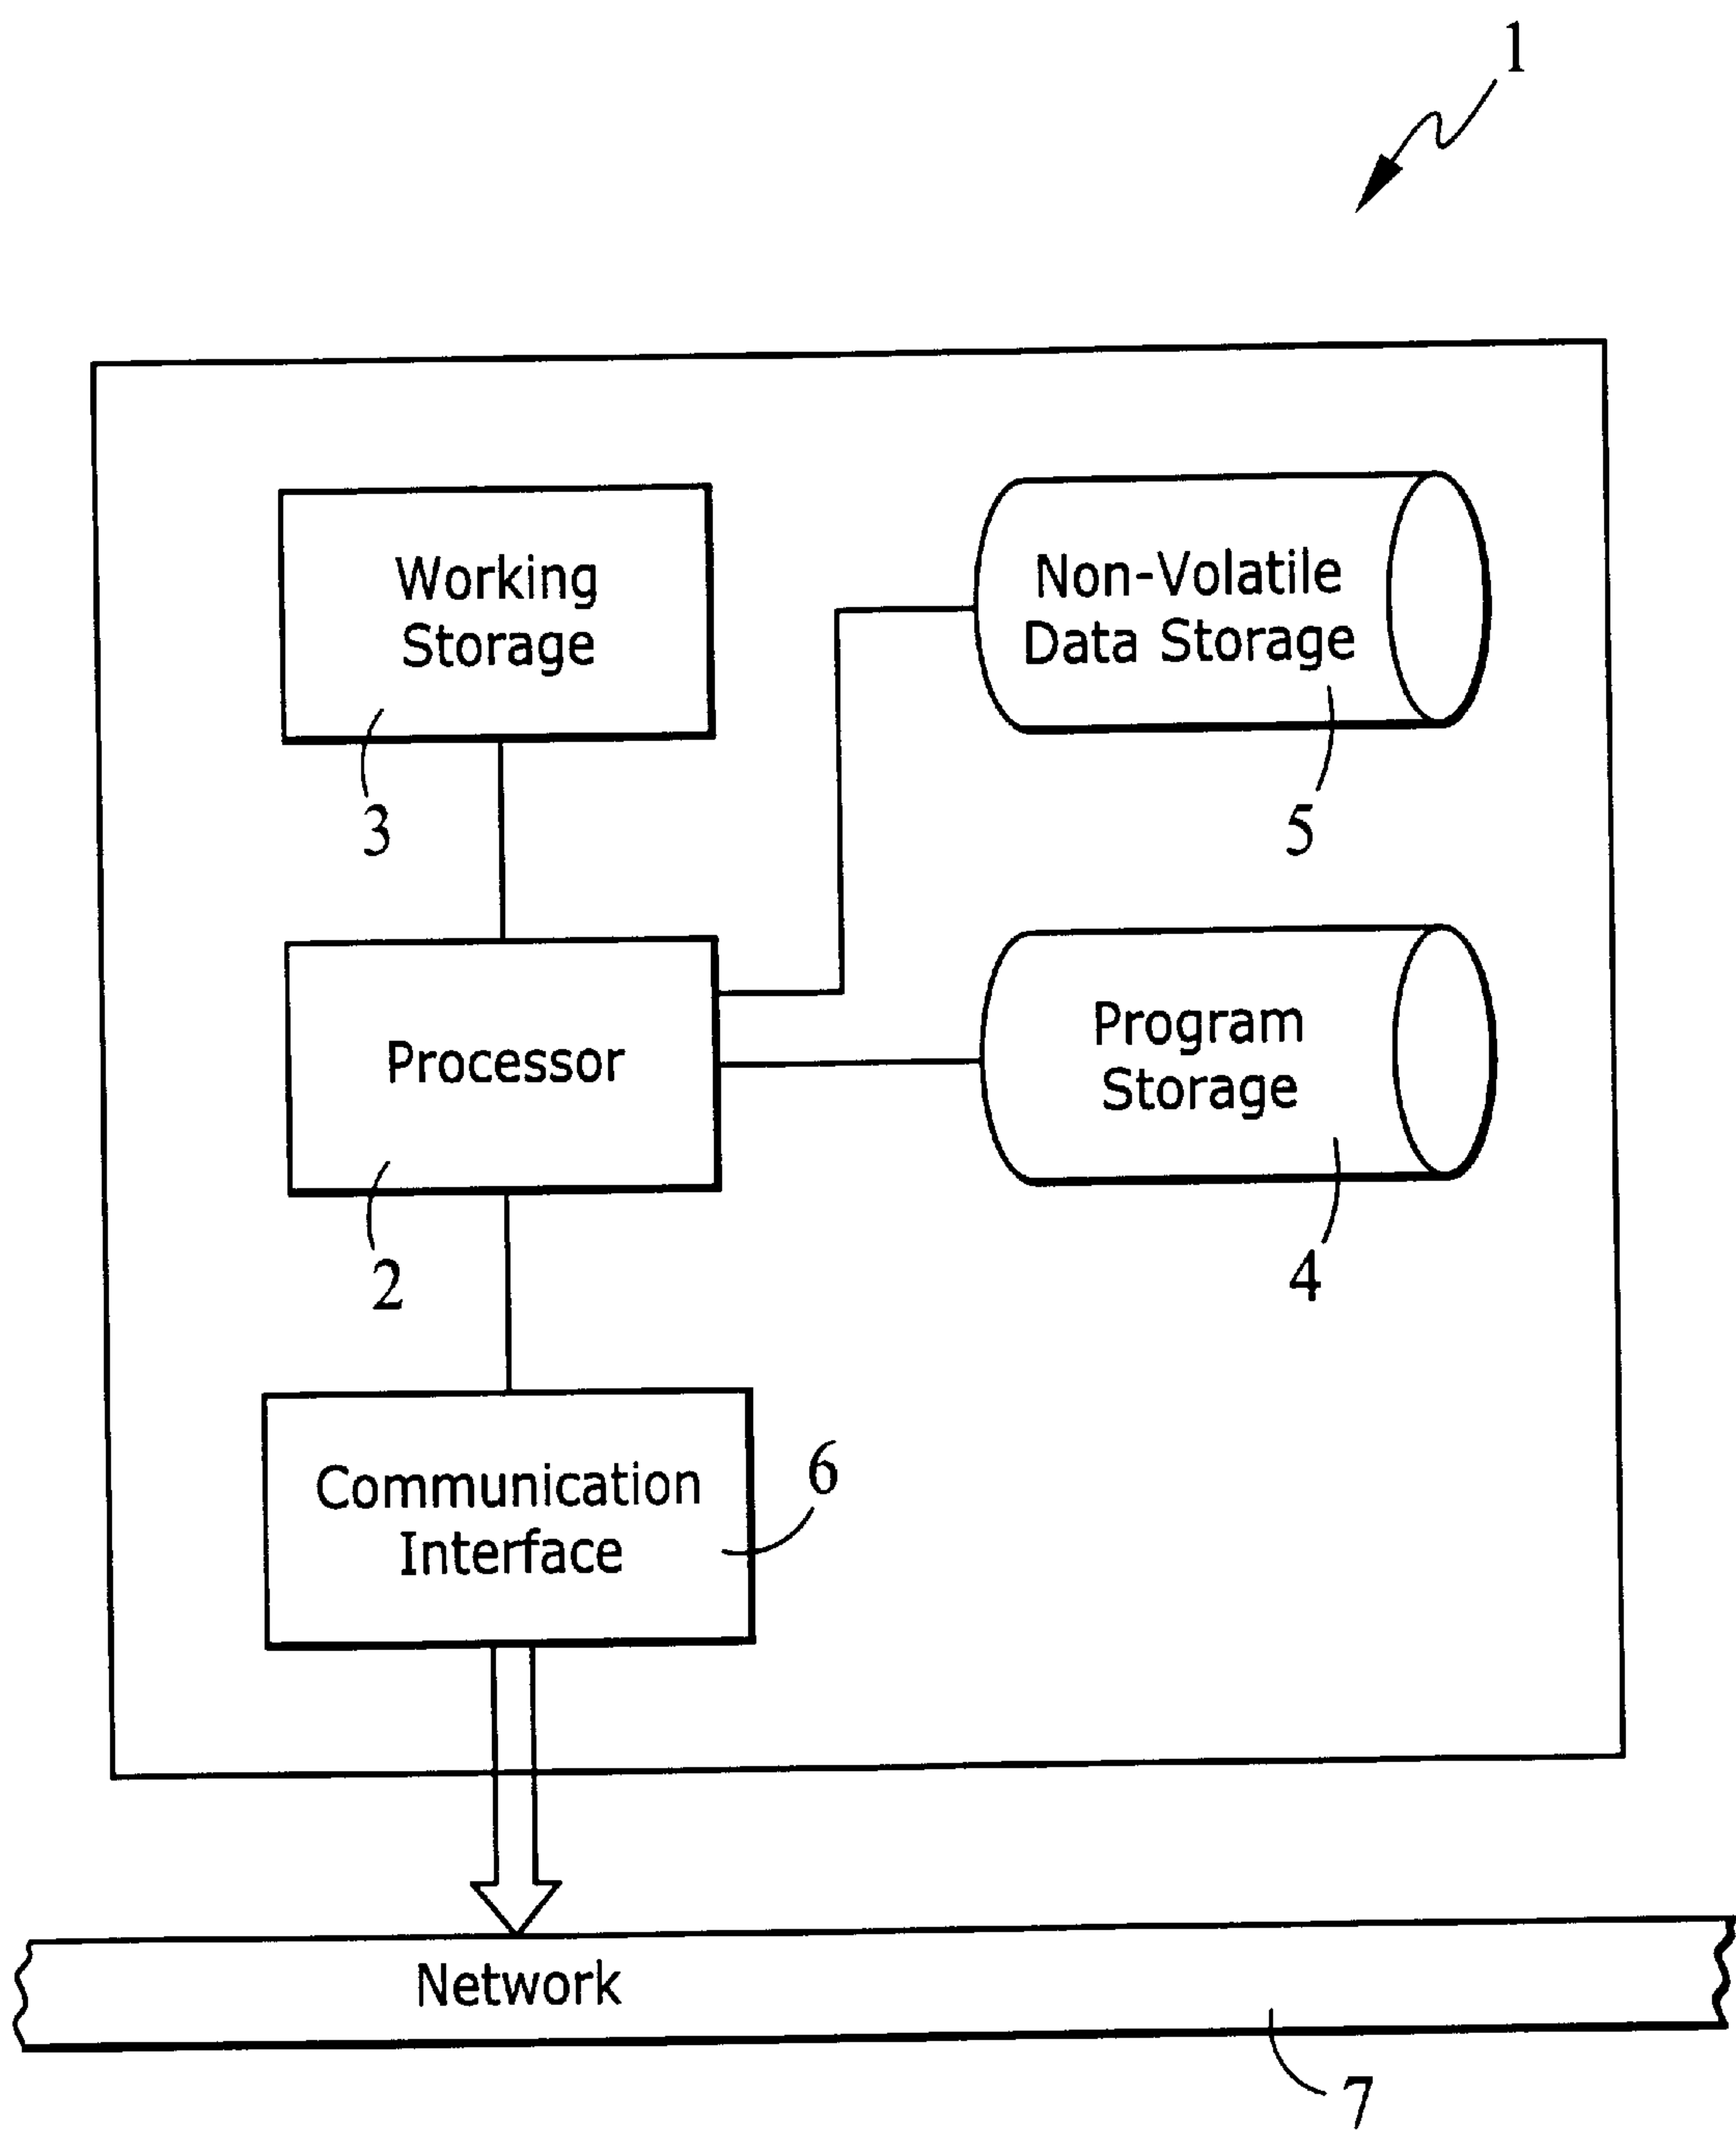 1
Working
Storage
3
Non-Volatile
Data Storage
5
Processor
2
Program
Storage
4
Communication
Interface
6
Network
7